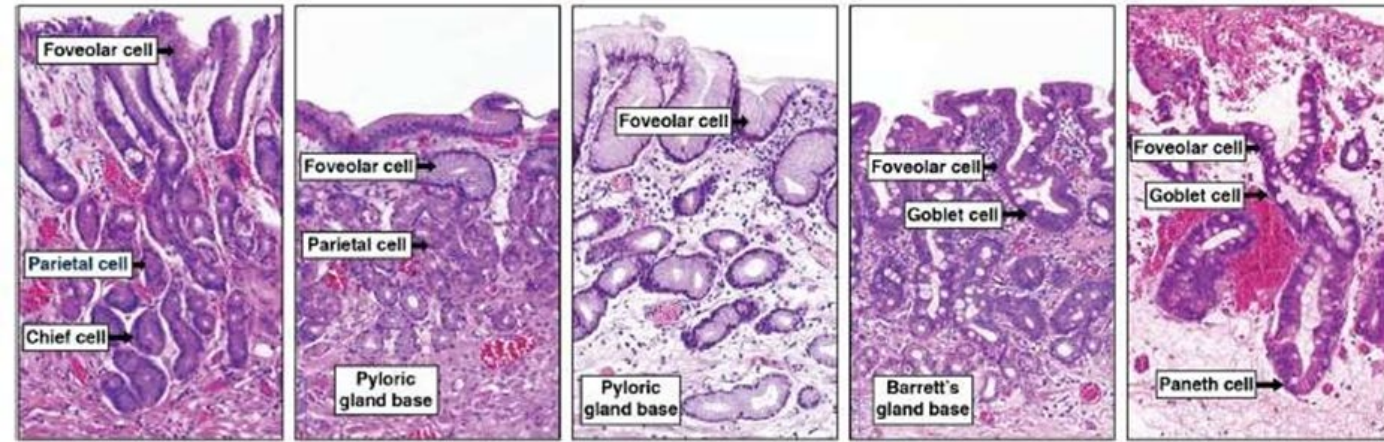 Foveolar cell
Parietal cell
Chief cell
Foveolar cell
Parietal cell
Pyloric
gland base
Foveolar cell
Pyloric
gland base
Foveolar cell
Goblet cell
Barrett's
gland base
Foveolar cell
Goblet cell
Paneth cell